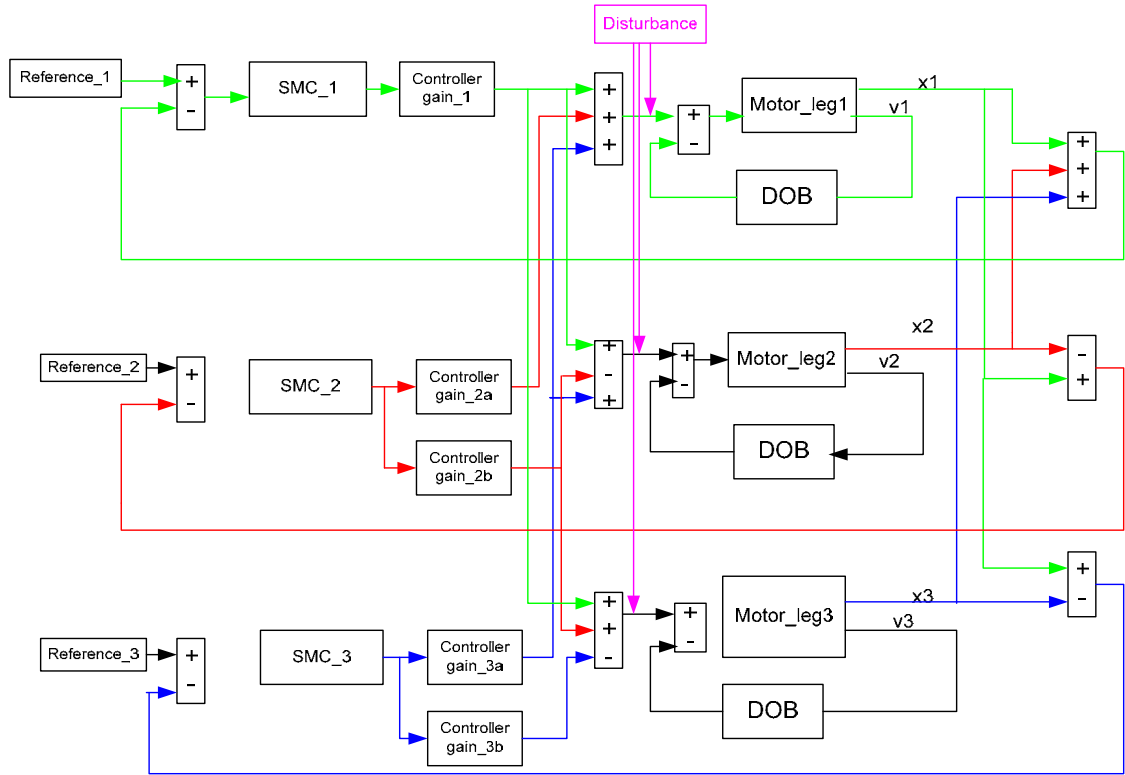 Disturbance
Reference_1
+
-
SMC_1
Controller
gain_1
+
+
+
+
-
Motor_leg1
x1
v1
DOB
+
+
+
Reference_2
+
-
SMC_2
Controller
gain_2a
Controller
gain_2b
+
-
+
+
-
Motor_leg2
x2
v2
DOB
-
+
Reference_3
+
-
SMC_3
Controller
gain_3a
Controller
gain_3b
+
+
-
+
-
Motor_leg3
x3
v3
DOB
+
-